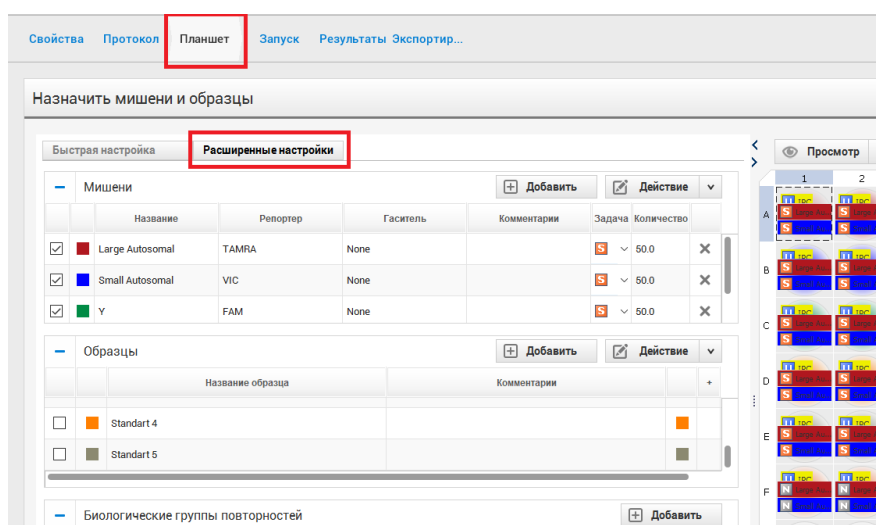 Свойства Протокол Планшет Запуск Результаты Экспортир...
Назначить мишени и образцы
Быстрая настройка Расширенные настройки
Просмотр
Мишени + Добавить Действие
1 2
Название Репортер Гаситель Комментарии Задача Количество
A
Large Autosomal TAMRA None S 50.0
Small Autosomal VIC None S 50.0
B
Y FAM None S 50.0
C
Образцы + Добавить Действие
Название образца Комментарии +
D
Standart 4
E
Standart 5
F
Биологические группы повторностей + Добавить